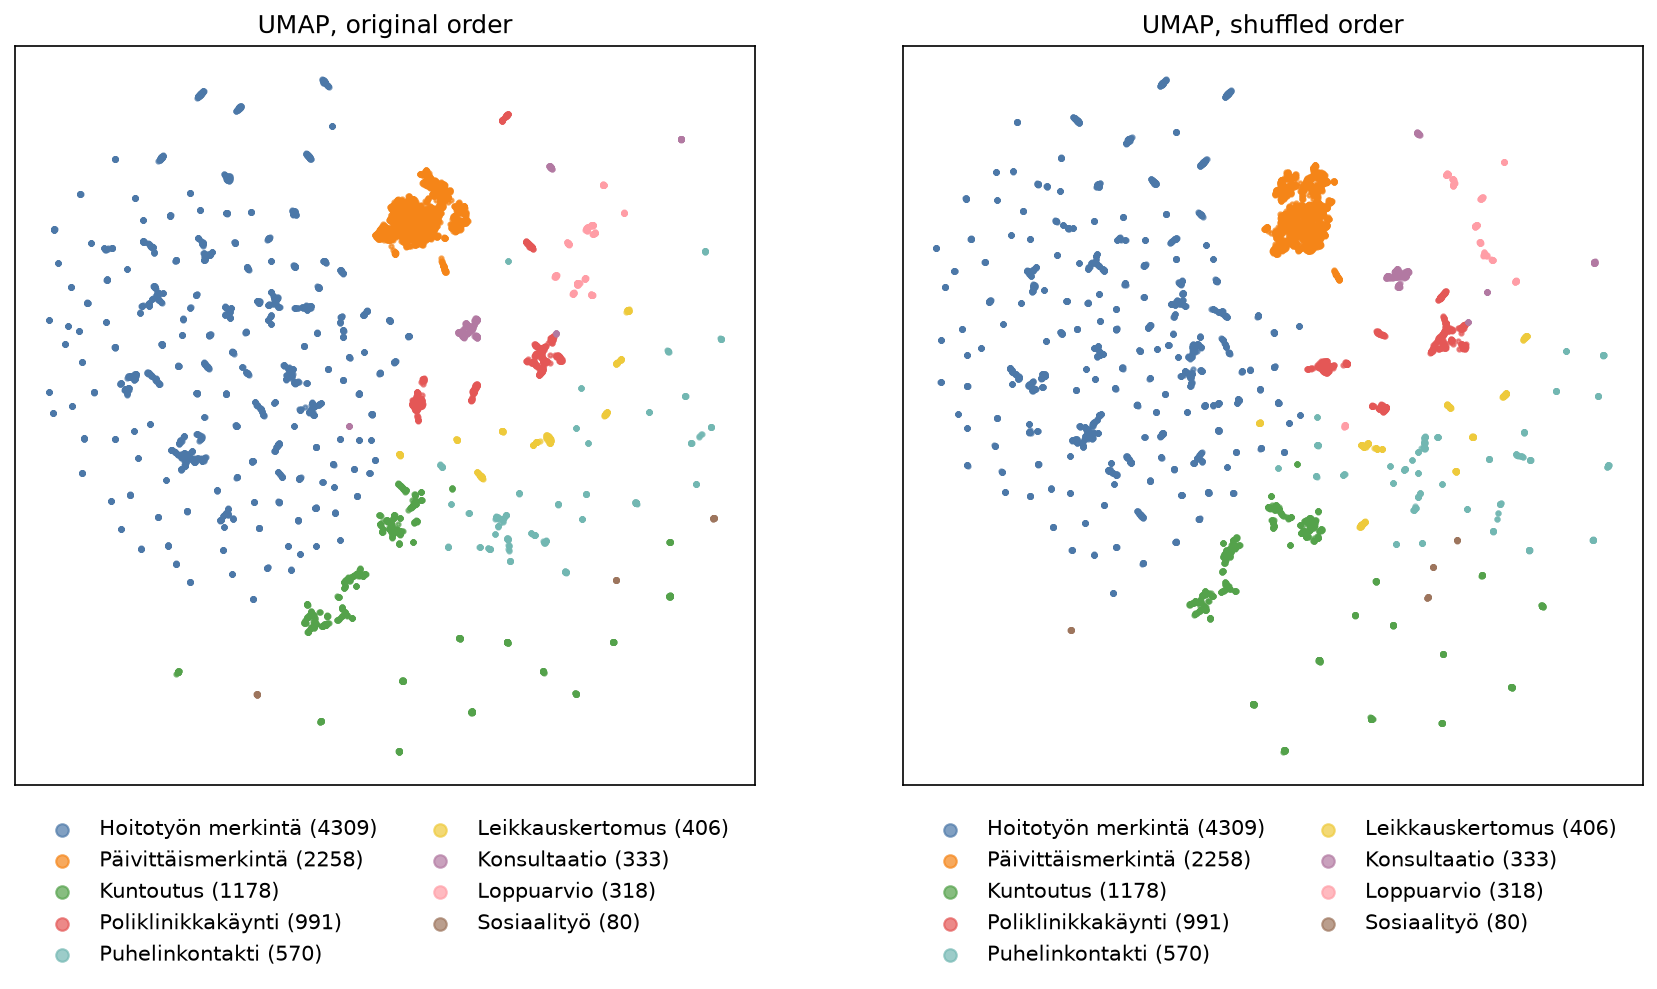 UMAP, original order
Hoitotyön merkintä (4309)
Päivittäismerkintä (2258)
Kuntoutus (1178)
Poliklinikkakäynti (991)
Puhelinkontakti (570)
Leikkauskertomus (406)
Konsultaatio (333)
Loppuarvio (318)
Sosiaalityö (80)
UMAP, shuffled order
Hoitotyön merkintä (4309)
Päivittäismerkintä (2258)
Kuntoutus (1178)
Poliklinikkakäynti (991)
Puhelinkontakti (570)
Leikkauskertomus (406)
Konsultaatio (333)
Loppuarvio (318)
Sosiaalityö (80)